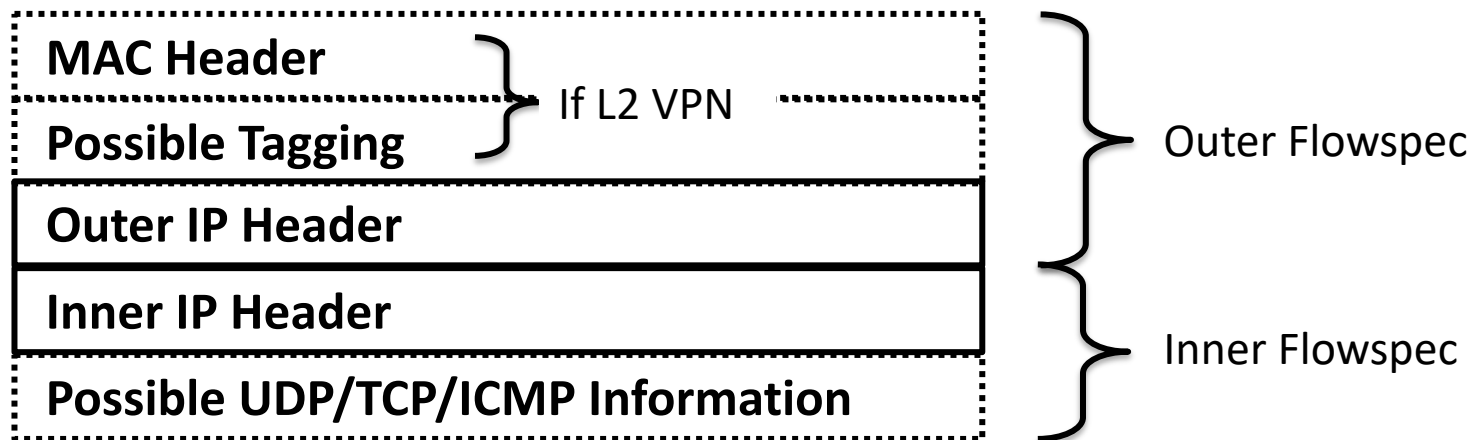 MAC Header
If L2 VPN
Possible Tagging
Outer Flowspec
Outer IP Header
Inner IP Header
Inner Flowspec
Possible UDP/TCP/ICMP Information